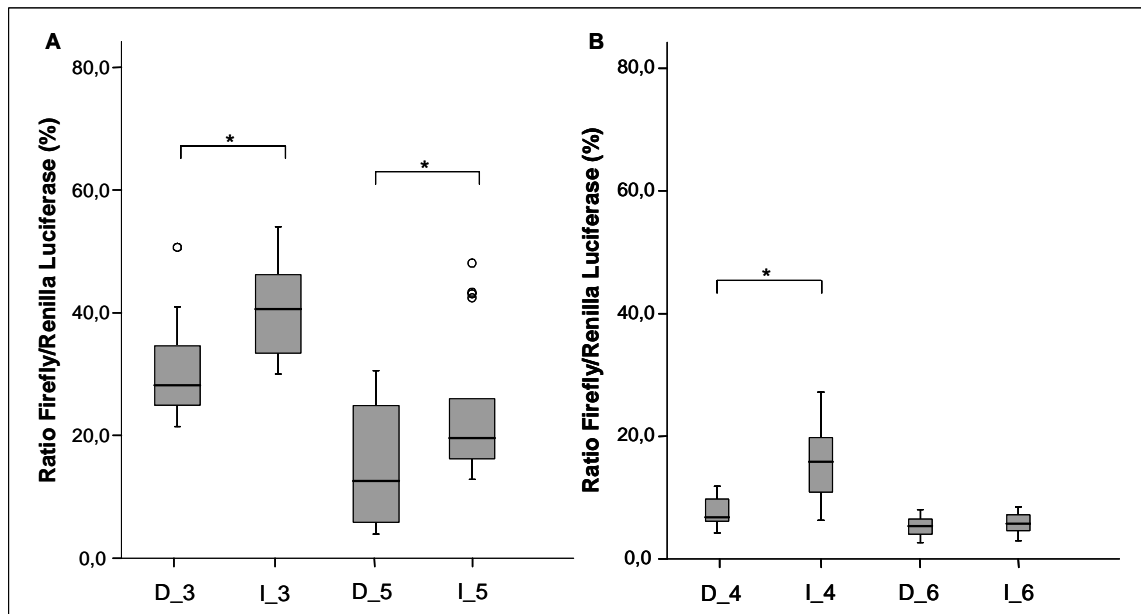 A
Ratio Firefly/Renilla Luciferase (%)
80,0
60,0
40,0
20,0
0,0
*
*
D_3 I_3 D_5 I_5
B
Ratio Firefly/Renilla Luciferase (%)
80,0
60,0
40,0
20,0
0,0
*
D_4 I_4 D_6 I_6